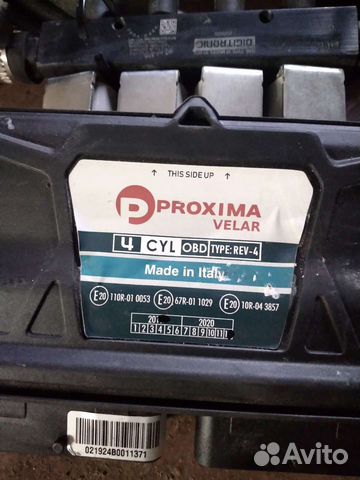 DIGITRONIC
↑ THIS SIDE UP ↑
PROXIMA
VELAR
4 CYL OBD TYPE:REV-4
Made in Italy
E20 110R-01 0053 E20 67R-01 1029 E20 10R-04 3857
2020
1 2 3 4 5 6 7 8 9 10 11
02192480011371
Avito